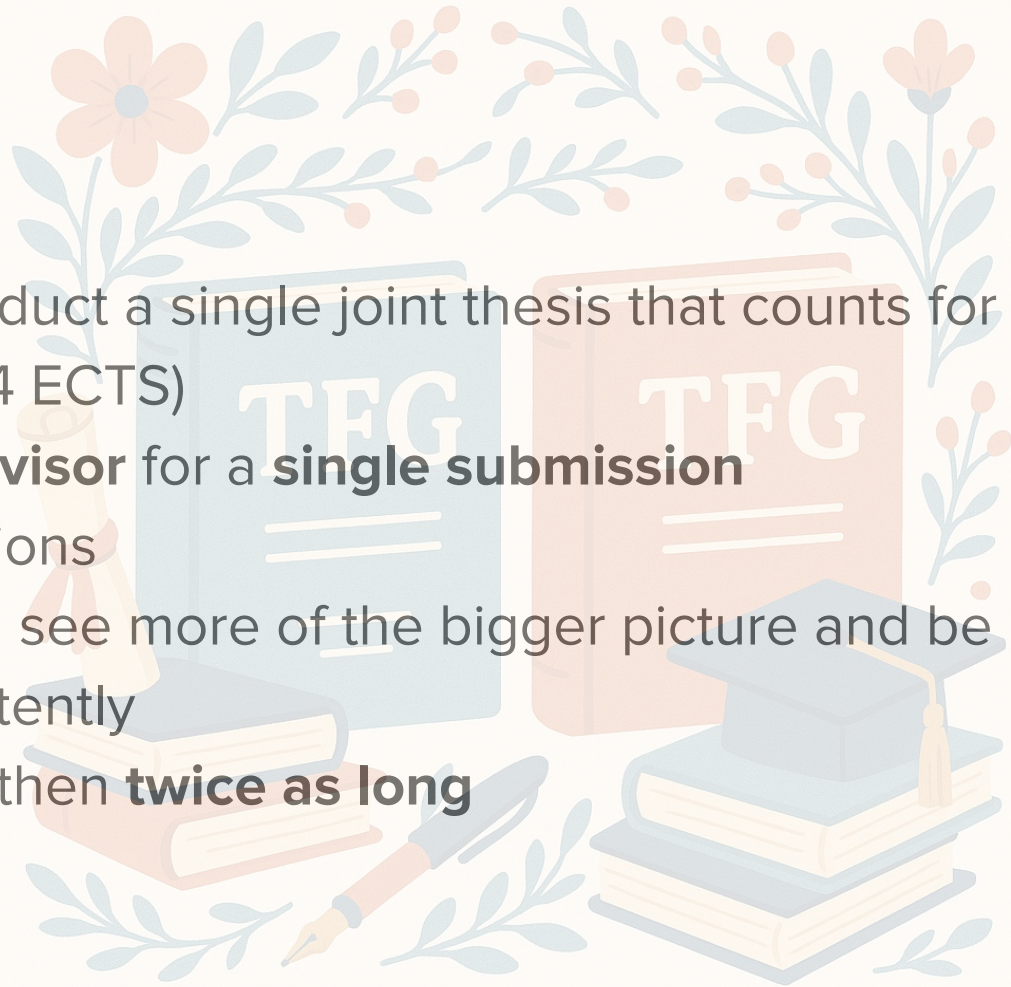 TFG TFG
duct a single joint thesis that counts for
4 ECTS)
visor for a single submission
ions
see more of the bigger picture and be
tently
then twice as long